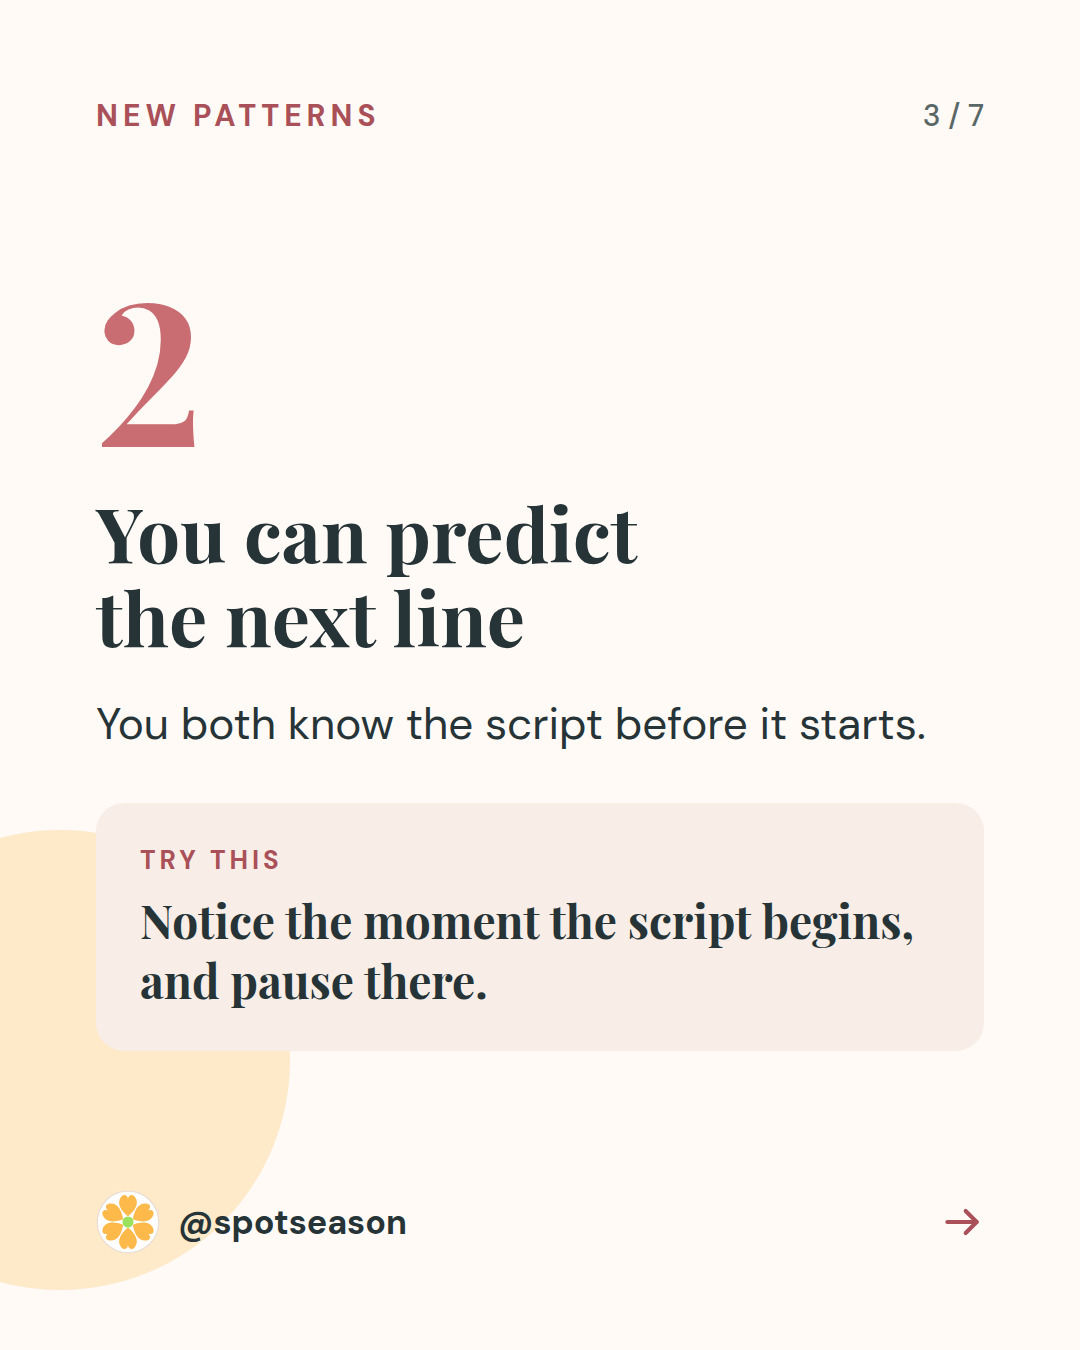 NEW PATTERNS
3 / 7
2
You can predict
the next line
You both know the script before it starts.
TRY THIS
Notice the moment the script begins,
and pause there.
@spotseason